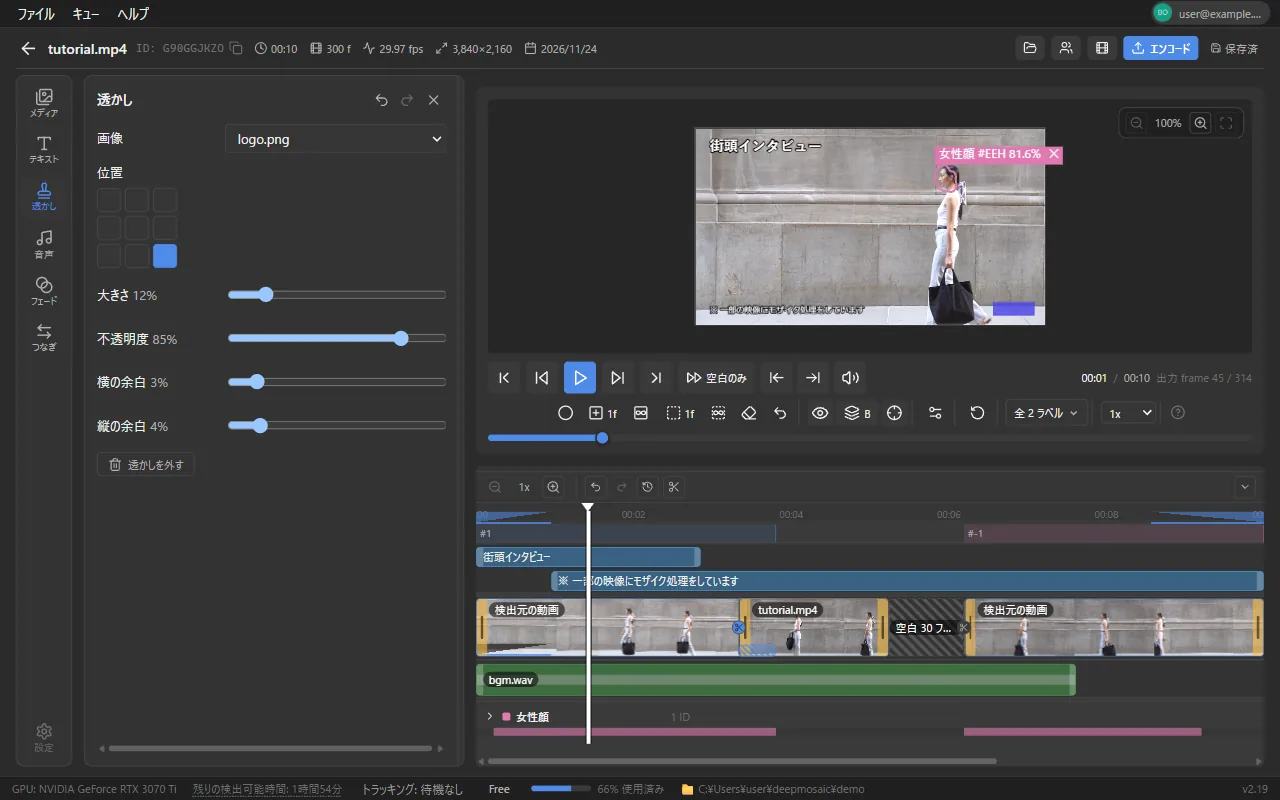 ファイル キュー ヘルプ
BO user@example....
tutorial.mp4 ID: G90GGJKZO 00:10 300 f 29.97 fps 3,840×2,160 2026/11/24
エンコード 保存済
メディア
テキスト
透かし
音声
フェード
つなぎ
設定
透かし
画像 logo.png
位置
大きさ 12%
不透明度 85%
横の余白 3%
縦の余白 4%
透かしを外す
100%
街頭インタビュー
女性顔 #EEH 81.6%
※ 一部の映像にモザイク処理をしています
空白のみ
00:01 / 00:10 出力 frame 45 / 314
1f 1f B 全 2 ラベル 1x
1x
00:02 00:04 00:06 00:08
#1 #-1
街頭インタビュー
※ 一部の映像にモザイク処理をしています
検出元の動画 tutorial.mp4 空白 30 フ... 検出元の動画
bgm.wav
女性顔 1 ID
GPU: NVIDIA GeForce RTX 3070 Ti 残りの検出可能時間: 1時間54分 トラッキング: 待機なし Free 66% 使用済み C:¥Users¥user¥deepmosaic¥demo v2.19